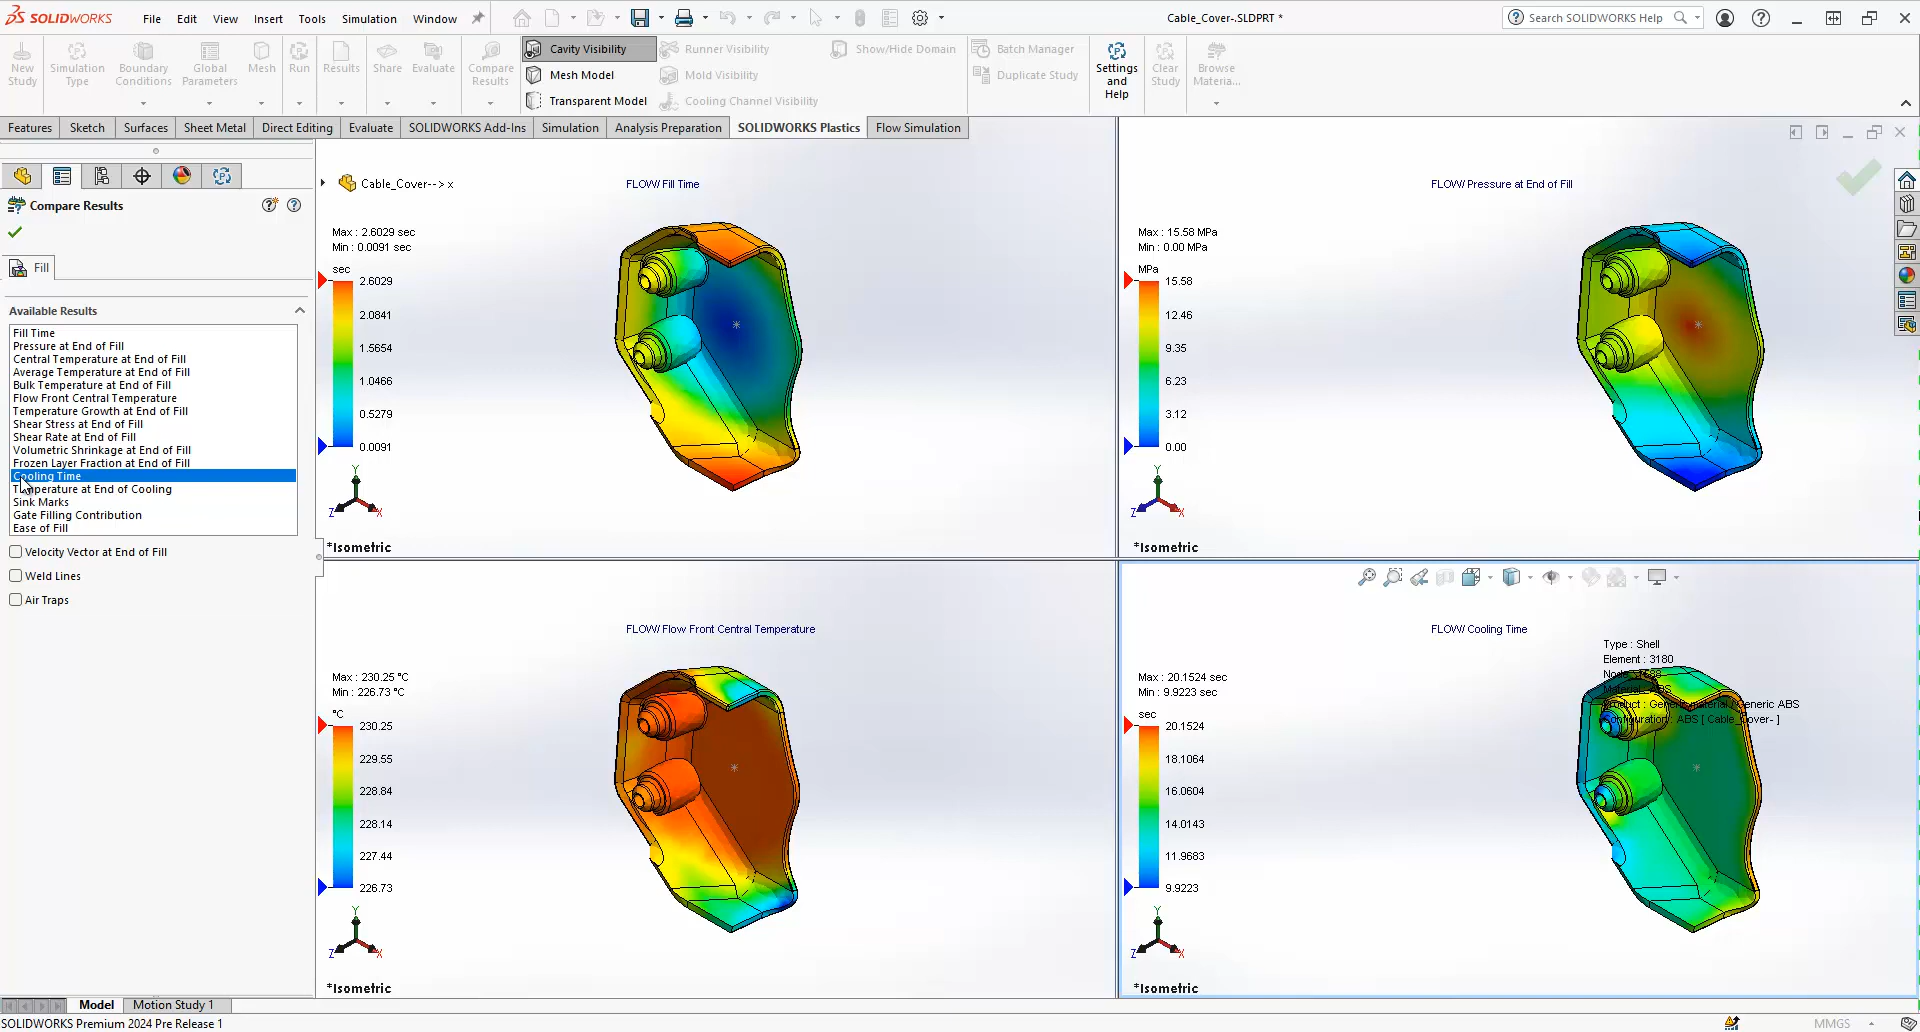 SOLIDWORKS
File Edit View Insert Tools Simulation Window
Cable_Cover-.SLDPRT *
Search SOLIDWORKS Help
New Study
Simulation Type
Boundary Conditions
Global Parameters
Mesh
Run
Results
Share
Evaluate
Compare Results
Cavity Visibility
Mesh Model
Transparent Model
Runner Visibility
Mold Visibility
Cooling Channel Visibility
Show/Hide Domain
Batch Manager
Duplicate Study
Settings and Help
Clear Study
Browse Materia...
Features Sketch Surfaces Sheet Metal Direct Editing Evaluate SOLIDWORKS Add-Ins Simulation Analysis Preparation SOLIDWORKS Plastics Flow Simulation
Compare Results
Fill
Available Results
Fill Time
Pressure at End of Fill
Central Temperature at End of Fill
Average Temperature at End of Fill
Bulk Temperature at End of Fill
Flow Front Central Temperature
Temperature Growth at End of Fill
Shear Stress at End of Fill
Shear Rate at End of Fill
Volumetric Shrinkage at End of Fill
Frozen Layer Fraction at End of Fill
Cooling Time
Temperature at End of Cooling
Sink Marks
Gate Filling Contribution
Ease of Fill
Velocity Vector at End of Fill
Weld Lines
Air Traps
Cable_Cover--> x
FLOW/ Fill Time
Max : 2.6029 sec
Min : 0.0091 sec
sec
2.6029
2.0841
1.5654
1.0466
0.5279
0.0091
Y
Z X
*Isometric
FLOW/ Pressure at End of Fill
Max : 15.58 MPa
Min : 0.00 MPa
MPa
15.58
12.46
9.35
6.23
3.12
0.00
Y
Z X
*Isometric
FLOW/ Flow Front Central Temperature
Max : 230.25 °C
Min : 226.73 °C
°C
230.25
229.55
228.84
228.14
227.44
226.73
Y
Z X
*Isometric
FLOW/ Cooling Time
Max : 20.1524 sec
Min : 9.9223 sec
sec
20.1524
18.1064
16.0604
14.0143
11.9683
9.9223
Type : Shell
Element : 3180
ABS
Product : Generic material / Generic ABS
Configuration : ABS [ Cable_Cover- ]
Y
Z X
*Isometric
Model Motion Study 1
SOLIDWORKS Premium 2024 Pre Release 1
MMGS